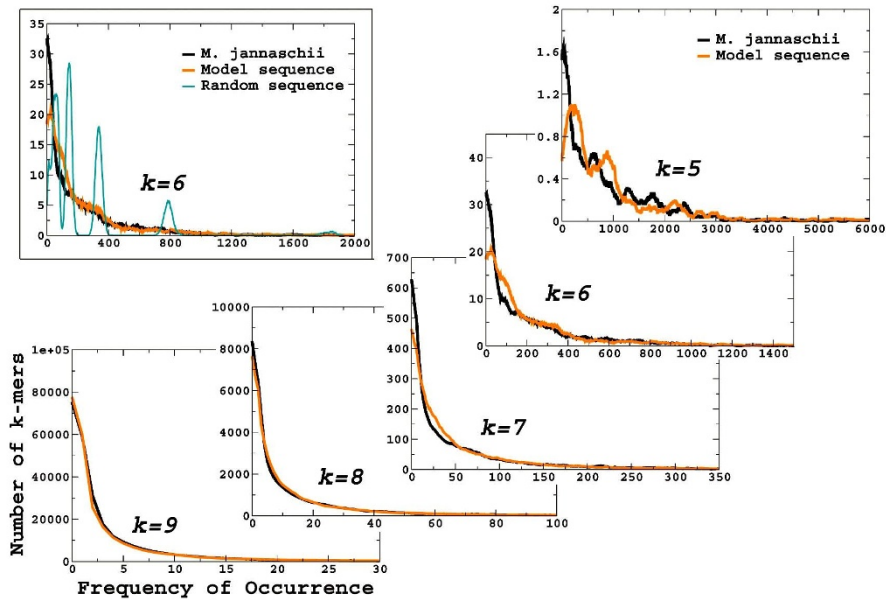 35
30
25
20
15
10
5
0
0 400 800 1200 1600 2000
M. jannaschii
Model sequence
Random sequence
k=6
2
1.6
1.2
0.8
0.4
0
0 1000 2000 3000 4000 5000 6000
M. jannaschii
Model sequence
k=5
40
30
20
10
0
0 200 400 600 800 1000 1200 1400
k=6
700
600
500
400
300
200
100
0
0 50 100 150 200 250 300 350
k=7
10000
8000
6000
4000
2000
0
0 20 40 60 80 100
k=8
1e+05
80000
60000
40000
20000
0
0 5 10 15 20 25 30
k=9
Number of k-mers
Frequency of Occurrence